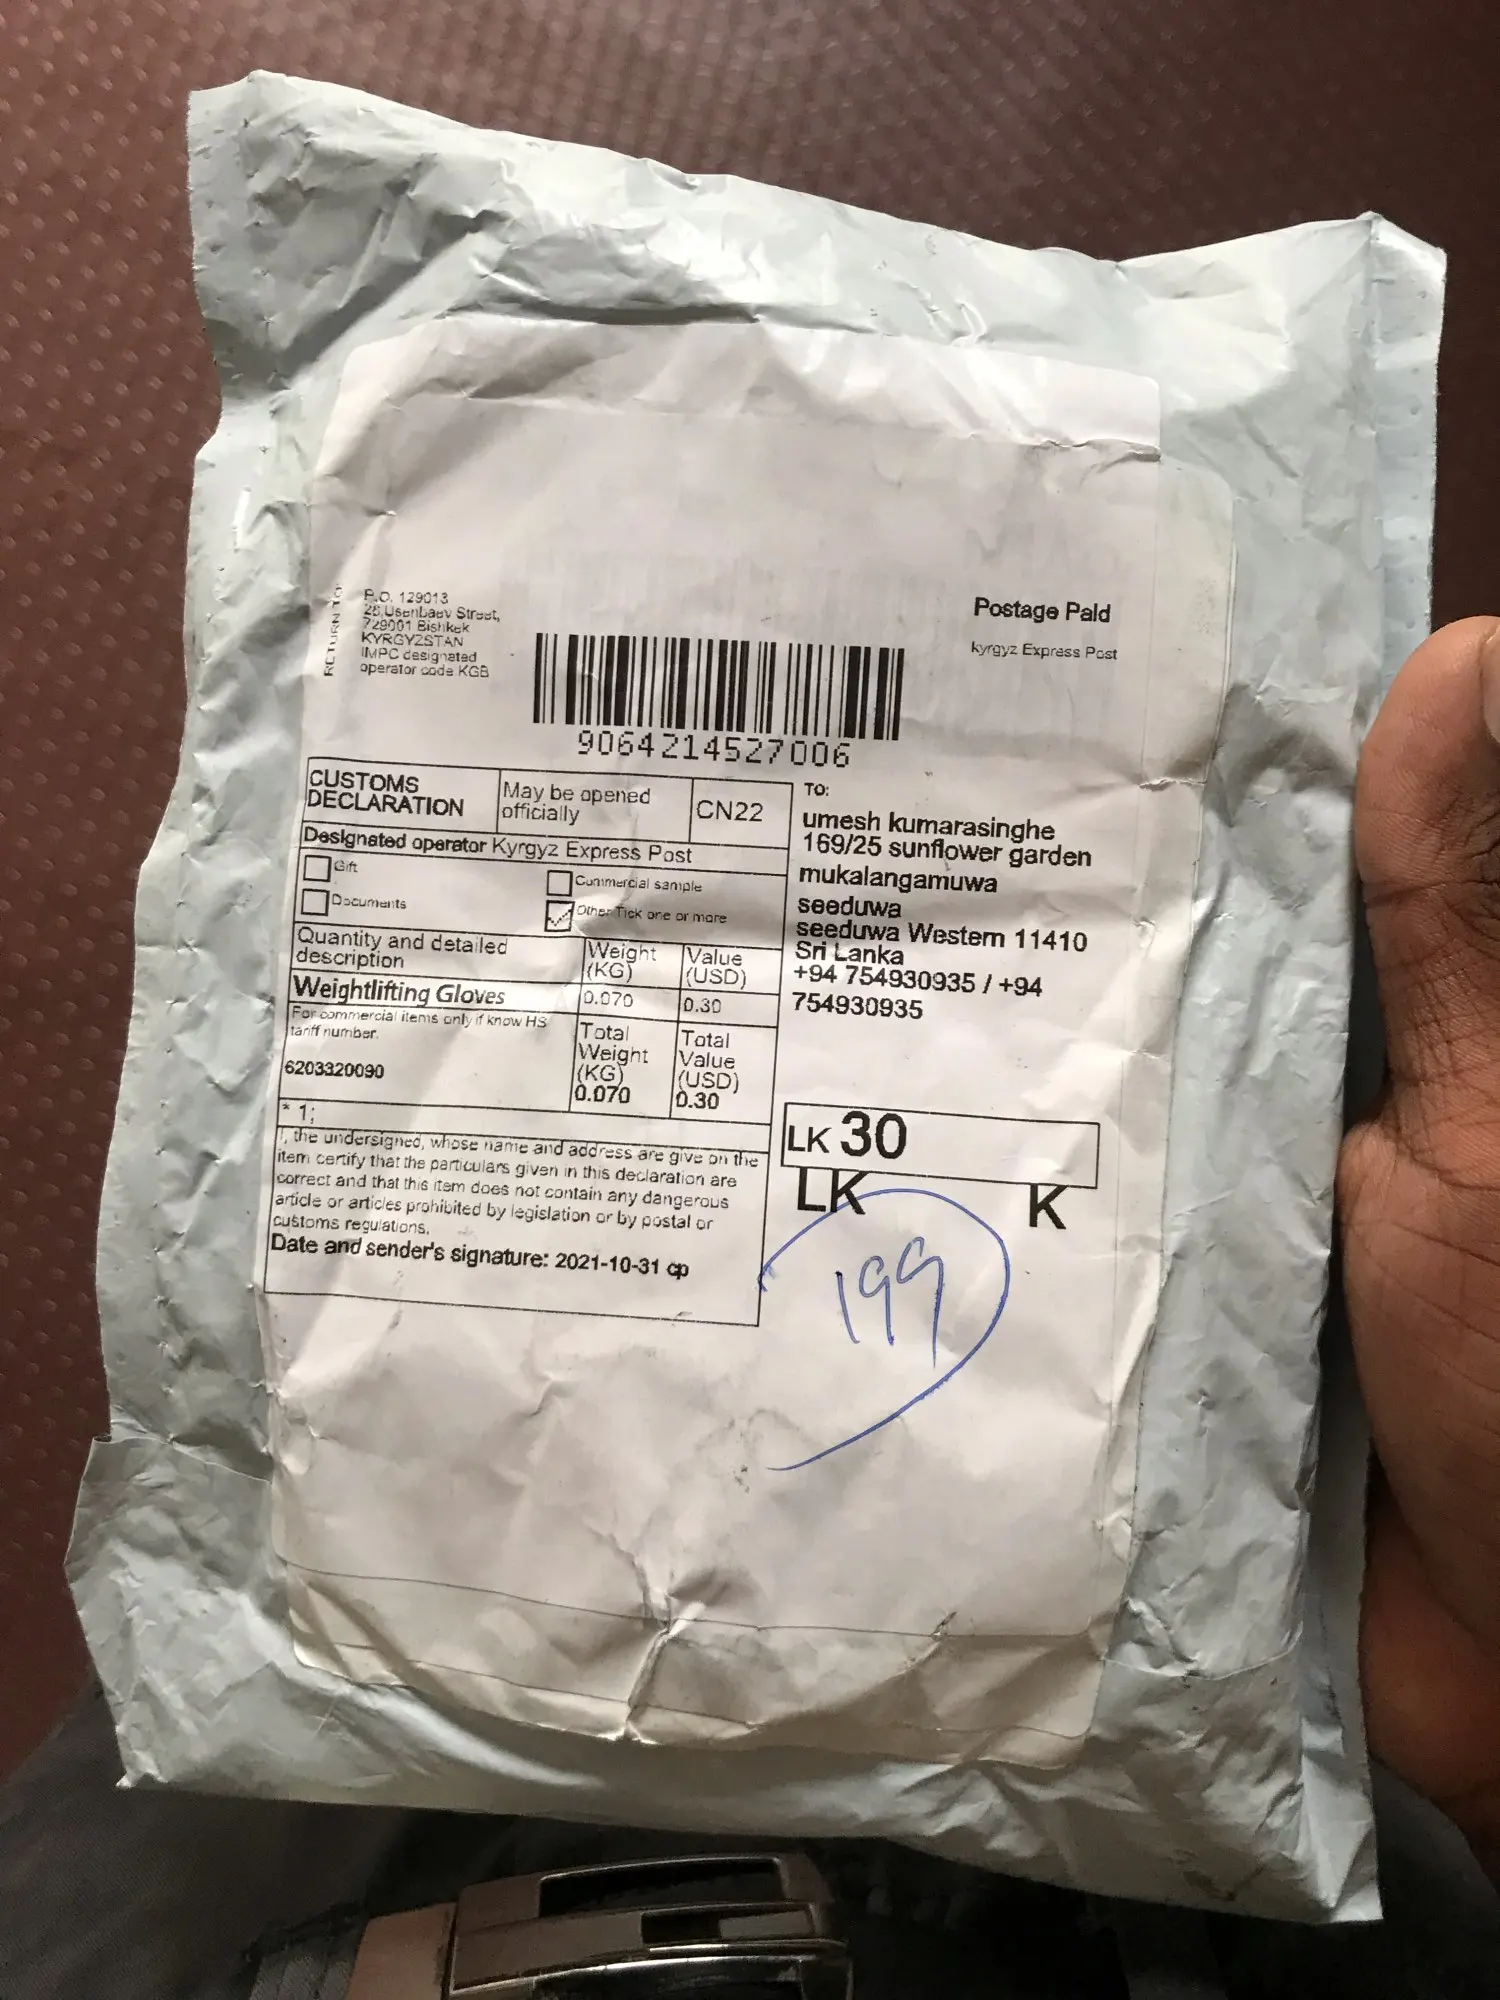 RETURN TO:
P.O. 129013
28,Usenbaev Street,
729001 Bishkek
KYRGYZSTAN
IMPC designated
operator code KGB
Postage Paid
kyrgyz Express Post
9064214527006
CUSTOMS
DECLARATION
May be opened
officially
CN22
Designated operator Kyrgyz Express Post
Gift
Commercial sample
Documents
Other Tick one or more
Quantity and detailed
description
Weight
(KG)
Value
(USD)
Weightlifting Gloves
0.070
0.30
For commercial items only if know HS
tariff number.
6203320090
Total
Weight
(KG)
0.070
Total
Value
(USD)
0.30
* 1;
I, the undersigned, whose name and address are give on the
item certify that the particulars given in this declaration are
correct and that this item does not contain any dangerous
article or articles prohibited by legislation or by postal or
customs regulations.
Date and sender's signature: 2021-10-31 cp
TO:
umesh kumarasinghe
169/25 sunflower garden
mukalangamuwa
seeduwa
seeduwa Western 11410
Sri Lanka
+94 754930935 / +94
754930935
LK 30
LK K
199